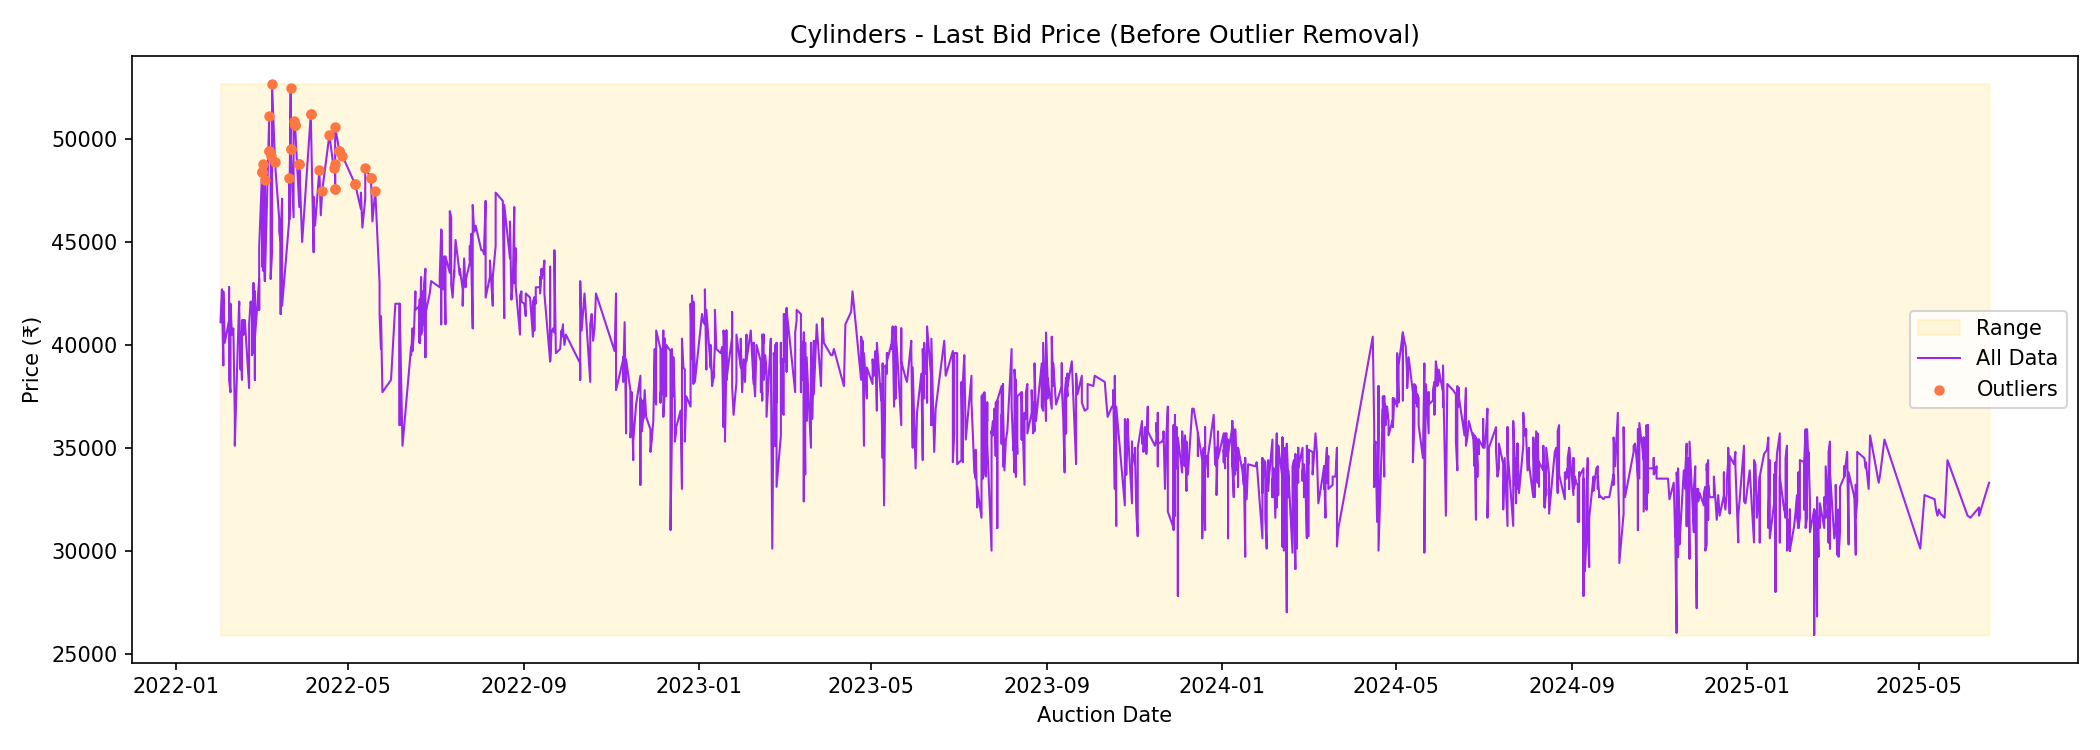 Cylinders - Last Bid Price (Before Outlier Removal)
Price (₹)
50000
45000
40000
35000
30000
25000
Range
All Data
Outliers
2022-01 2022-05 2022-09 2023-01 2023-05 2023-09 2024-01 2024-05 2024-09 2025-01 2025-05
Auction Date